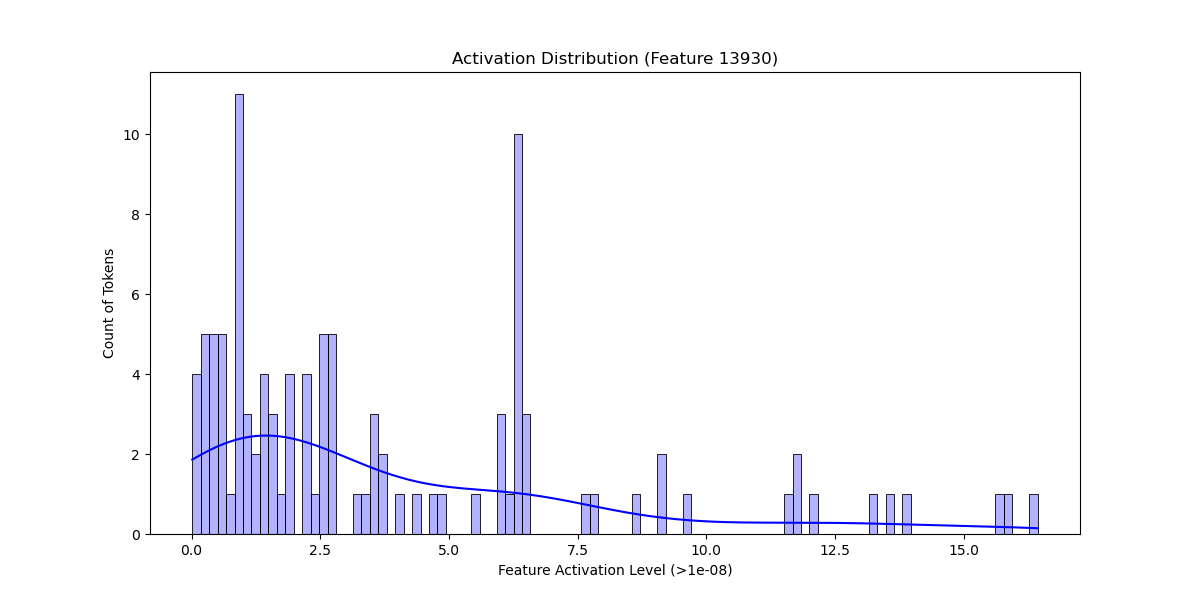 Activation Distribution (Feature 13930)
10
8
6
4
2
0
Count of Tokens
0.0 2.5 5.0 7.5 10.0 12.5 15.0
Feature Activation Level (>1e-08)